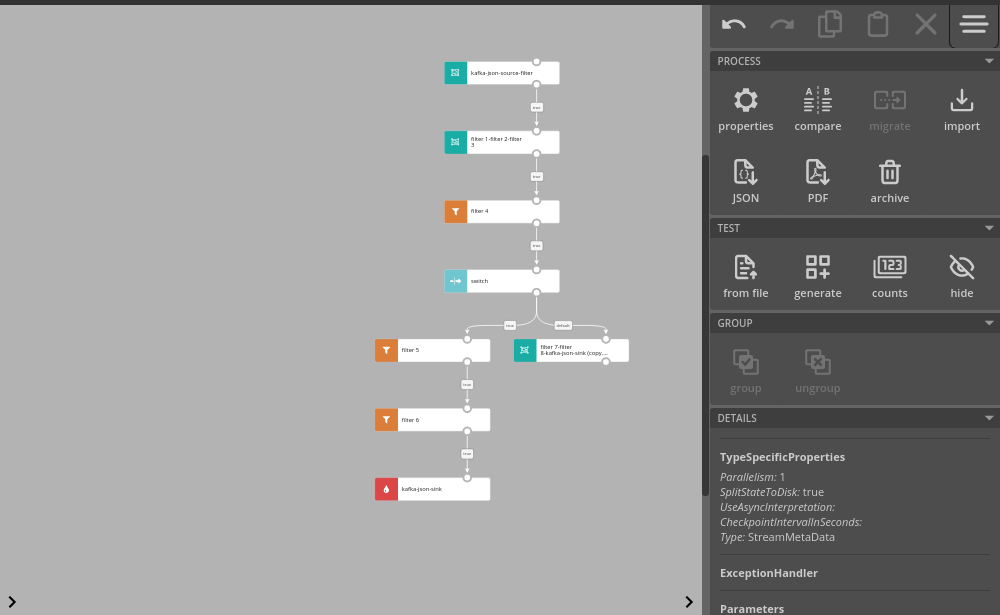 kafka-json-source-filter
true
filter 1-filter 2-filter
3
true
filter 4
true
switch
true
default
filter 5
filter 7-filter
8-kafka-json-sink (copy...
true
filter 6
true
kafka-json-sink
PROCESS
A B
properties
compare
migrate
import
JSON
PDF
archive
TEST
123
from file
generate
counts
hide
GROUP
group
ungroup
DETAILS
TypeSpecificProperties
Parallelism: 1
SplitStateToDisk: true
UseAsyncInterpretation:
CheckpointIntervalInSeconds:
Type: StreamMetaData
ExceptionHandler
Parameters